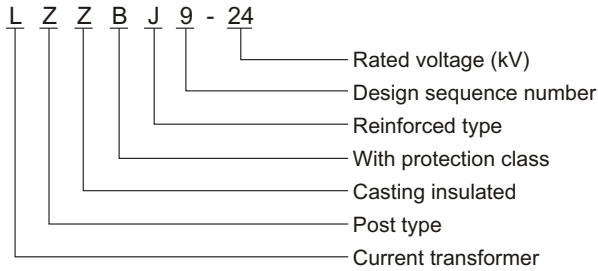 L Z Z B J 9 - 24
Rated voltage (kV)
Design sequence number
Reinforced type
With protection class
Casting insulated
Post type
Current transformer